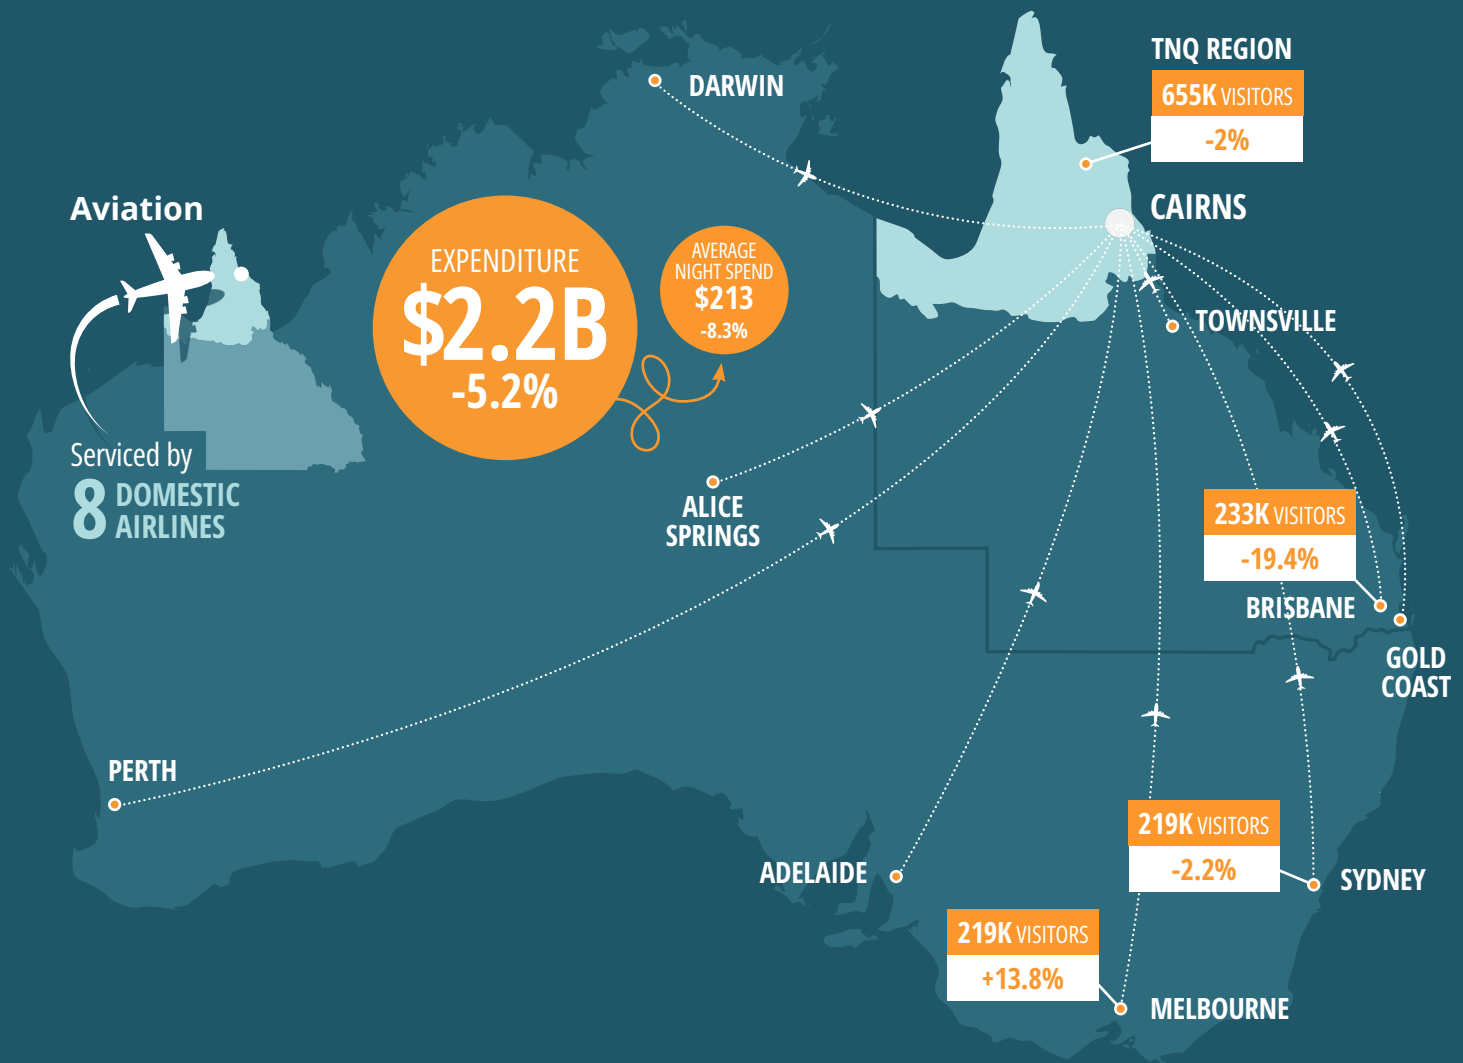 TNQ REGION
655K VISITORS
-2%
DARWIN
CAIRNS
Aviation
EXPENDITURE
$2.2B
-5.2%
AVERAGE
NIGHT SPEND
$213
-8.3%
TOWNSVILLE
Serviced by
8 DOMESTIC
AIRLINES
ALICE
SPRINGS
233K VISITORS
-19.4%
BRISBANE
GOLD
COAST
PERTH
219K VISITORS
-2.2%
ADELAIDE
SYDNEY
219K VISITORS
+13.8%
MELBOURNE